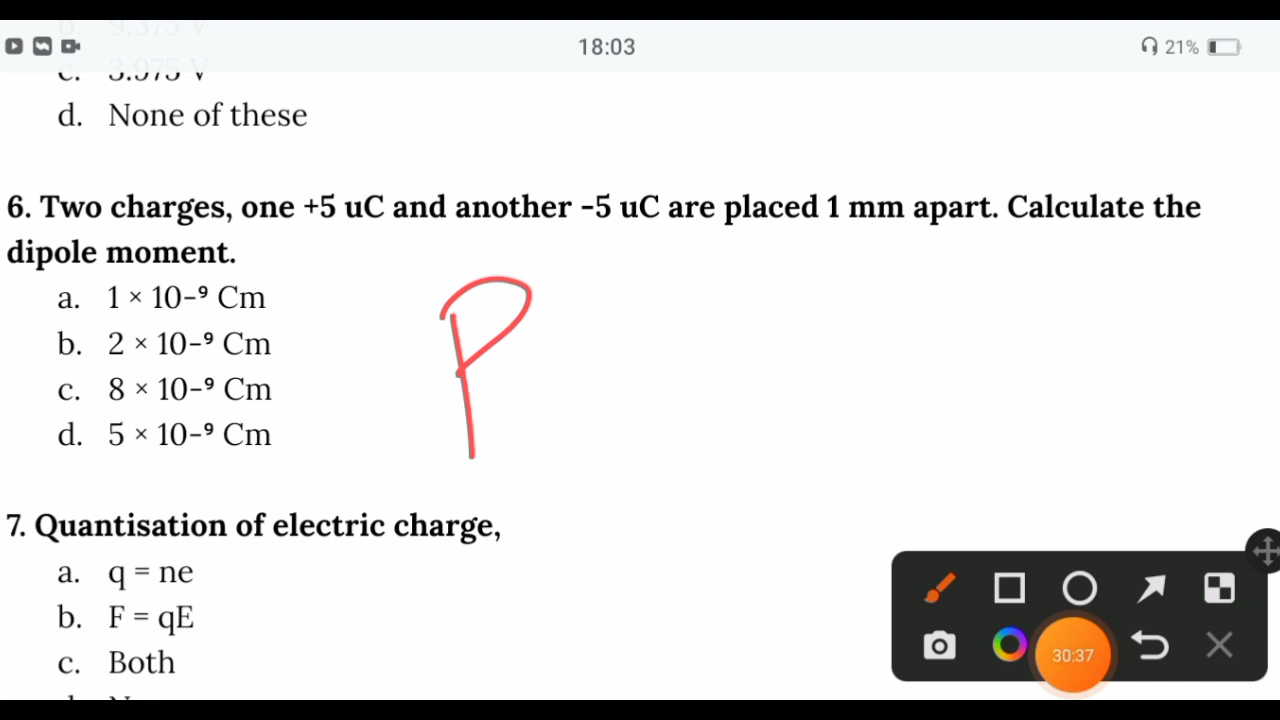 18:03
21%
c. 3.975 V
d. None of these
6. Two charges, one +5 uC and another -5 uC are placed 1 mm apart. Calculate the
dipole moment.
a. 1 × 10-⁹ Cm
b. 2 × 10-⁹ Cm
c. 8 × 10-⁹ Cm
d. 5 × 10-⁹ Cm
P
7. Quantisation of electric charge,
a. q = ne
b. F = qE
c. Both
30:37